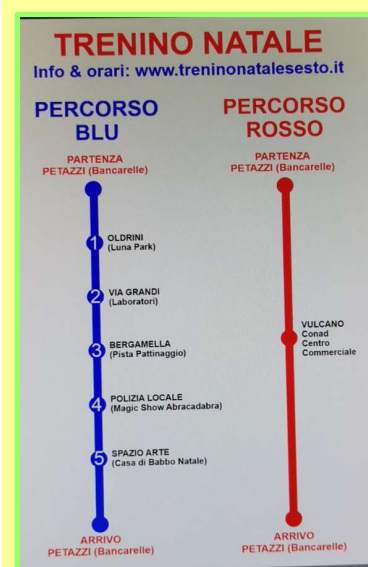 TRENINO NATALE
Info & orari: www.treninonatalesesto.it
PERCORSO
BLU
PARTENZA
PETAZZI (Bancarelle)
1 OLDRINI
(Luna Park)
2 VIA GRANDI
(Laboratori)
3 BERGAMELLA
(Pista Pattinaggio)
4 POLIZIA LOCALE
(Magic Show Abracadabra)
5 SPAZIO ARTE
(Casa di Babbo Natale)
ARRIVO
PETAZZI (Bancarelle)
PERCORSO
ROSSO
PARTENZA
PETAZZI (Bancarelle)
VULCANO
Conad
Centro
Commerciale
ARRIVO
PETAZZI (Bancarelle)